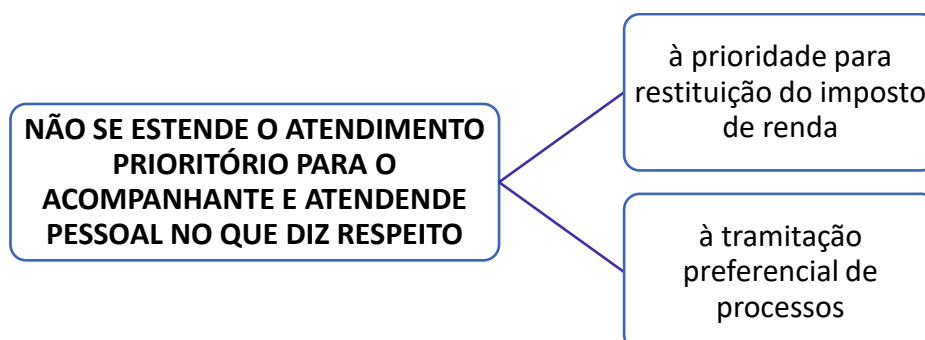 NÃO SE ESTENDE O ATENDIMENTO
PRIORITÓRIO PARA O
ACOMPANHANTE E ATENDENDE
PESSOAL NO QUE DIZ RESPEITO
à prioridade para
restituição do imposto
de renda
à tramitação
preferencial de
processos